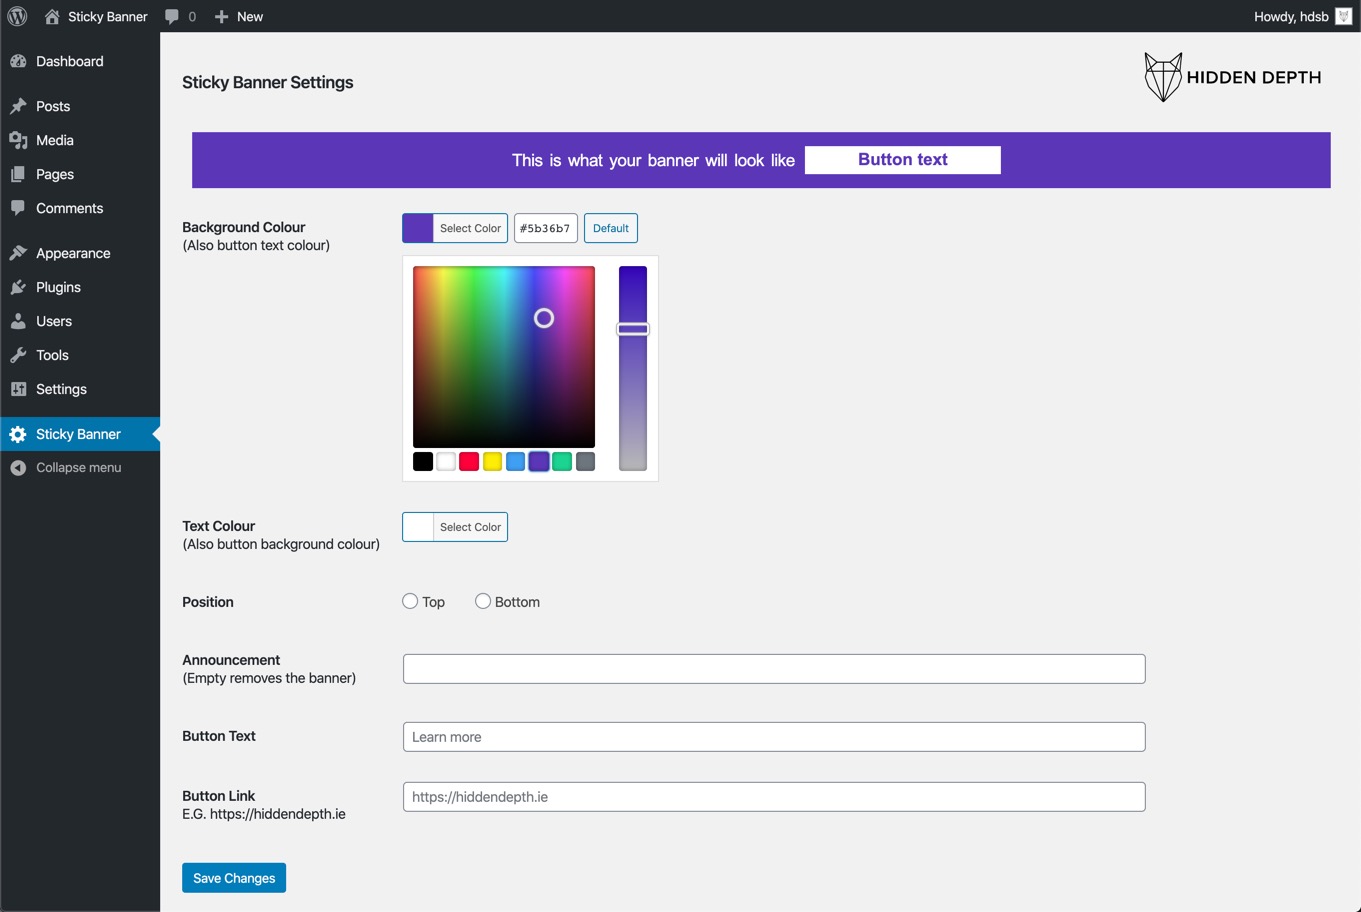 Sticky Banner
0
New
Howdy, hdsb
Dashboard
Posts
Media
Pages
Comments
Appearance
Plugins
Users
Tools
Settings
Sticky Banner
Collapse menu
Sticky Banner Settings
HIDDEN DEPTH
This is what your banner will look like
Button text
Background Colour
(Also button text colour)
Select Color
#5b36b7
Default
Text Colour
(Also button background colour)
Select Color
Position
Top
Bottom
Announcement
(Empty removes the banner)
Button Text
Learn more
Button Link
E.G. https://hiddendepth.ie
https://hiddendepth.ie
Save Changes